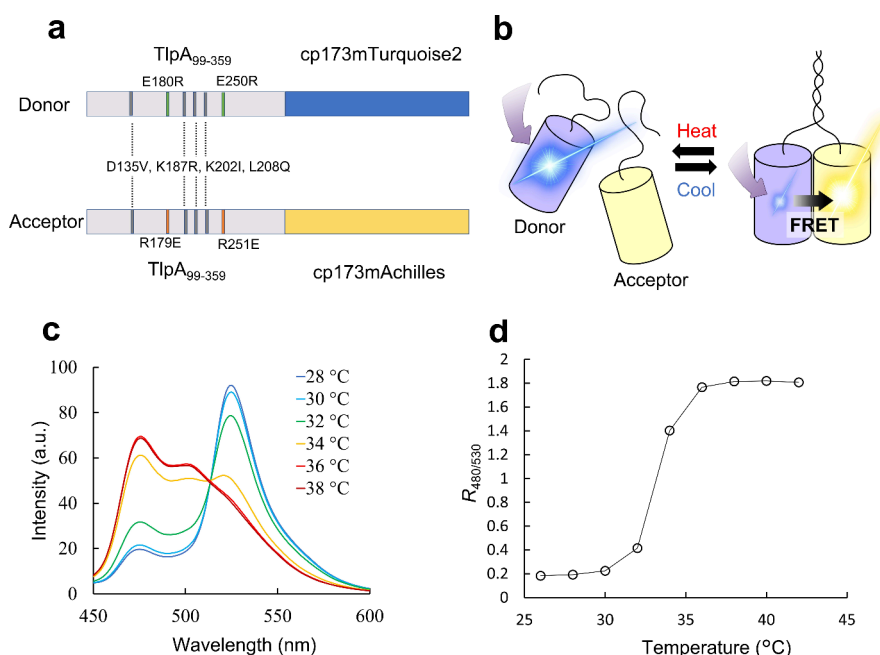 a
TlpA99-359
cp173mTurquoise2
E180R
E250R
Donor
D135V, K187R, K202I, L208Q
Acceptor
R179E
R251E
TlpA99-359
cp173mAchilles
b
Heat
Cool
Donor
Acceptor
FRET
c
100
80
60
40
20
0
450
500
550
600
Intensity (a.u.)
Wavelength (nm)
28 °C
30 °C
32 °C
34 °C
36 °C
38 °C
d
2
1.8
1.6
1.4
1.2
1
0.8
0.6
0.4
0.2
0
25
30
35
40
45
R480/530
Temperature (°C)